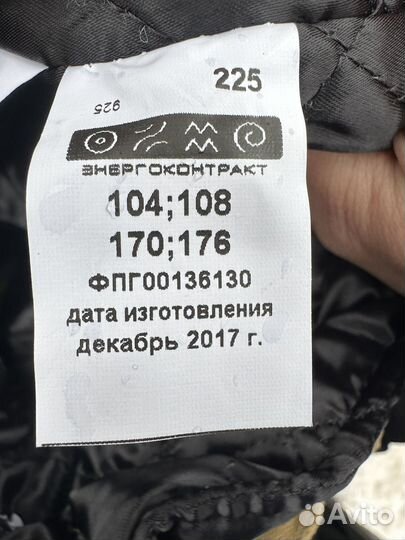 225
925
ЭНЕРГОКОНТРАКТ
104;108
170;176
ФПГ00136130
дата изготовления
декабрь 2017 г.
Avito